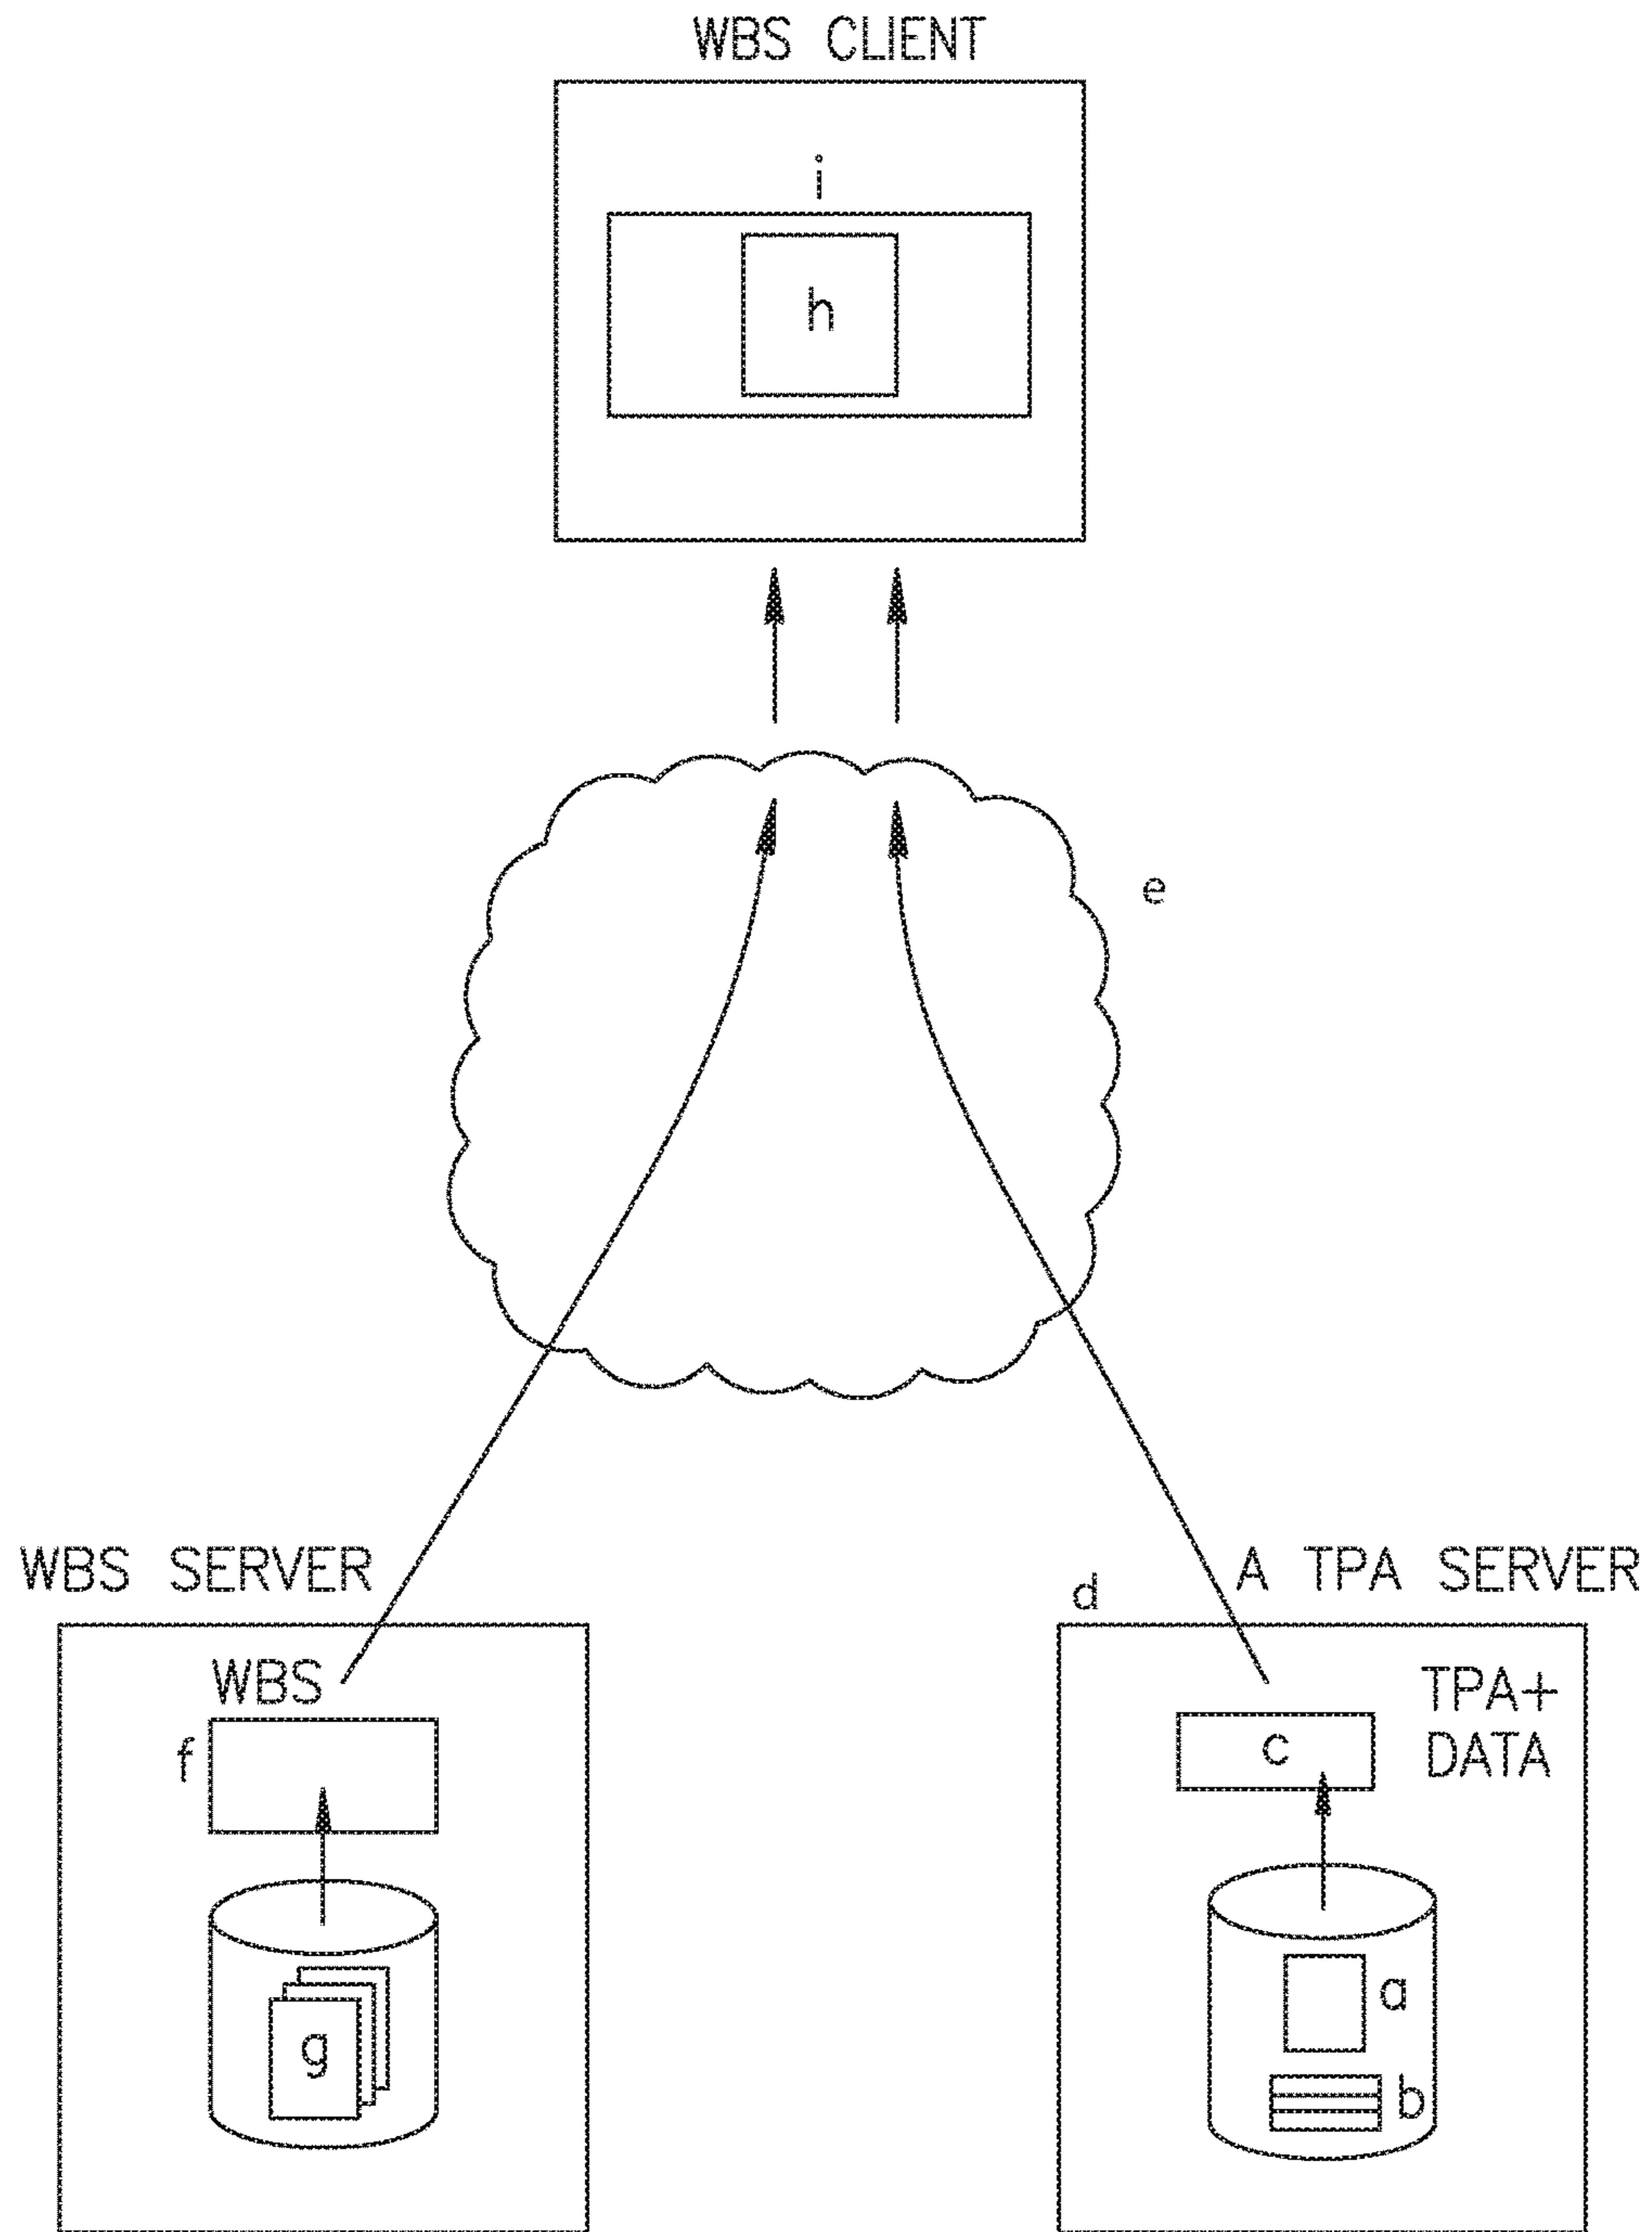 WBS CLIENT
i
h
e
WBS SERVER
d
A TPA SERVER
WBS
f
g
TPA+
DATA
c
a
b